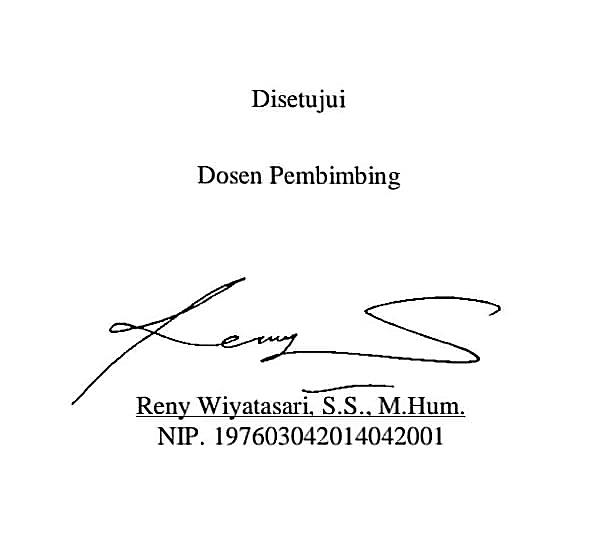 Disetujui
Dosen Pembimbing
Reny Wiyatasari, S.S., M.Hum.
NIP. 197603042014042001